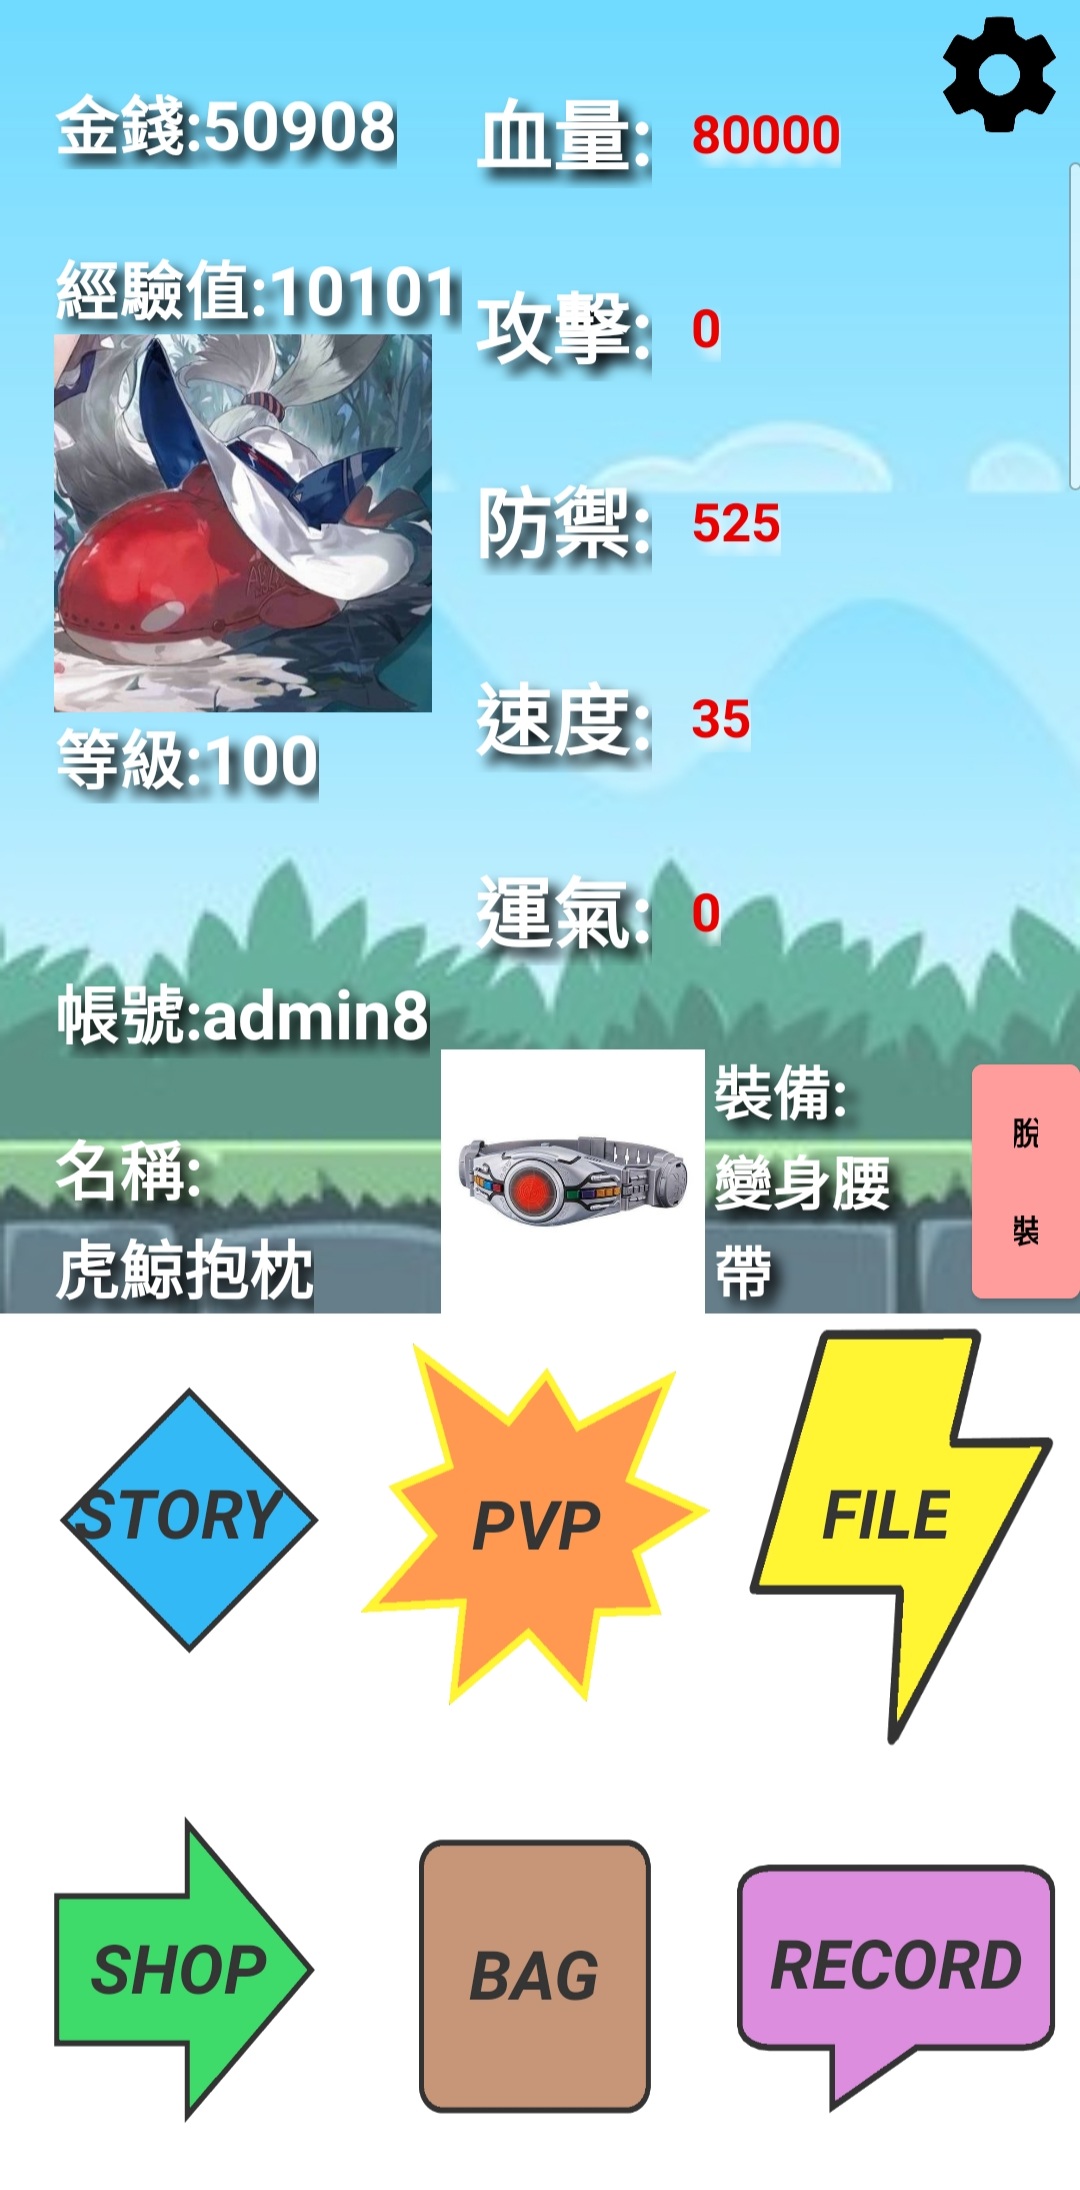 金錢:50908
經驗值:10101
等級:100
帳號:admin8
名稱:
虎鯨抱枕
血量: 80000
攻擊: 0
防禦: 525
速度: 35
運氣: 0
裝備:
變身腰
帶
脫
裝
STORY
PVP
FILE
SHOP
BAG
RECORD